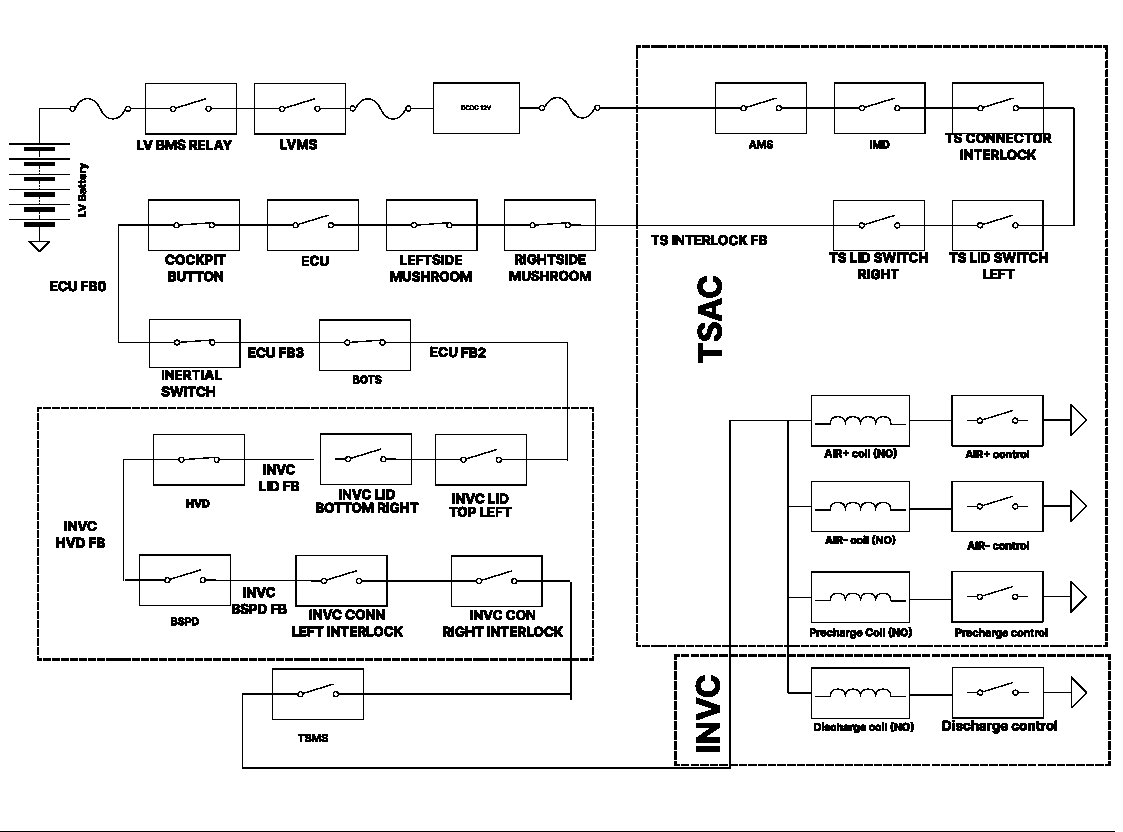 DCDC 12V
LV BMS RELAY
LVMS
AMS
IMD
TS CONNECTOR
INTERLOCK
LV Battery
COCKPIT
BUTTON
ECU
LEFTSIDE
MUSHROOM
RIGHTSIDE
MUSHROOM
TS INTERLOCK FB
TS LID SWITCH
RIGHT
TS LID SWITCH
LEFT
ECU FB0
TSAC
INERTIAL
SWITCH
ECU FB3
BOTS
ECU FB2
HVD
INVC
LID FB
INVC LID
BOTTOM RIGHT
INVC LID
TOP LEFT
AIR+ coil (NO)
AIR+ control
INVC
HVD FB
AIR- coil (NO)
AIR- control
BSPD
INVC
BSPD FB
INVC CONN
LEFT INTERLOCK
INVC CON
RIGHT INTERLOCK
Precharge Coil (NO)
Precharge control
TSMS
INVC
Discharge coil (NO)
Discharge control